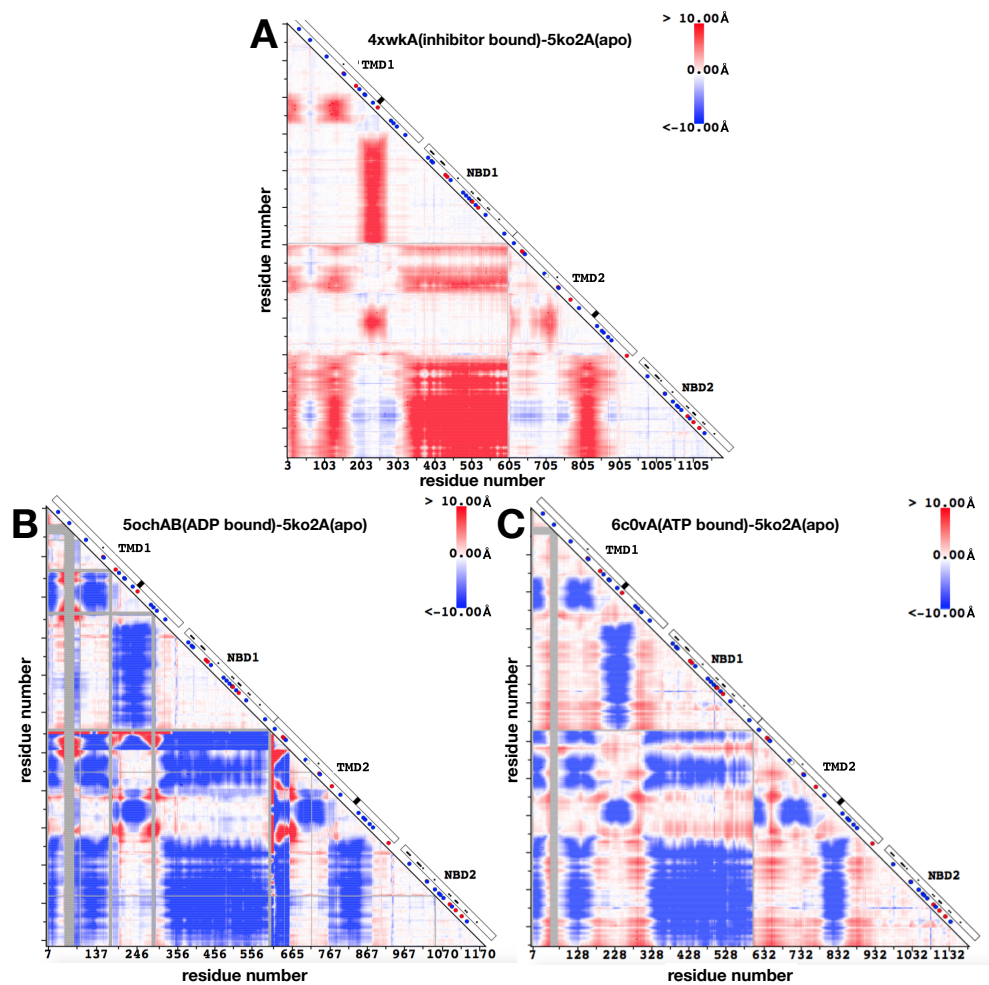 A
4xwkA(inhibitor bound)-5ko2A(apo)
> 10.00Å
0.00Å
<-10.00Å
TMD1
NBD1
TMD2
NBD2
residue number
3 103 203 303 403 503 605 705 805 905 1005 1105
residue number
B
5ochAB(ADP bound)-5ko2A(apo)
> 10.00Å
0.00Å
<-10.00Å
TMD1
NBD1
TMD2
NBD2
residue number
7 137 246 356 456 556 665 767 867 967 1070 1170
residue number
C
6c0vA(ATP bound)-5ko2A(apo)
> 10.00Å
0.00Å
<-10.00Å
TMD1
NBD1
TMD2
NBD2
residue number
7 128 228 328 428 528 632 732 832 932 1032 1132
residue number